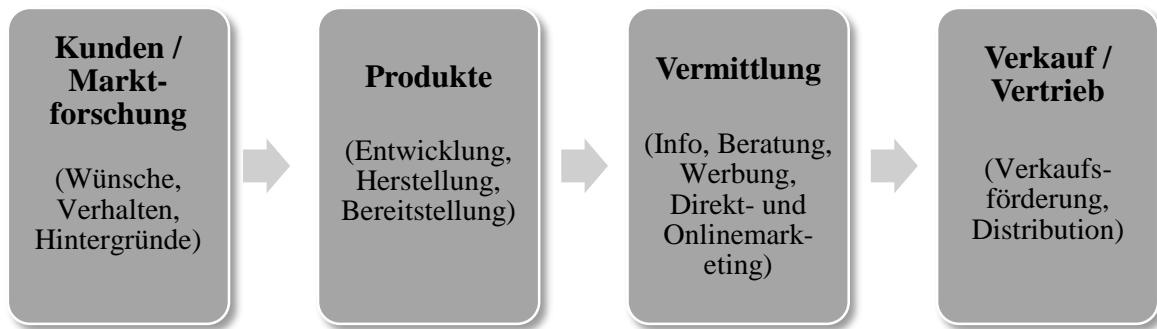 Kunden /
Markt-
forschung
(Wünsche,
Verhalten,
Hintergründe)
Produkte
(Entwicklung,
Herstellung,
Bereitstellung)
Vermittlung
(Info, Beratung,
Werbung,
Direkt- und
Onlinemark-
eting)
Verkauf /
Vertrieb
(Verkaufs-
förderung,
Distribution)